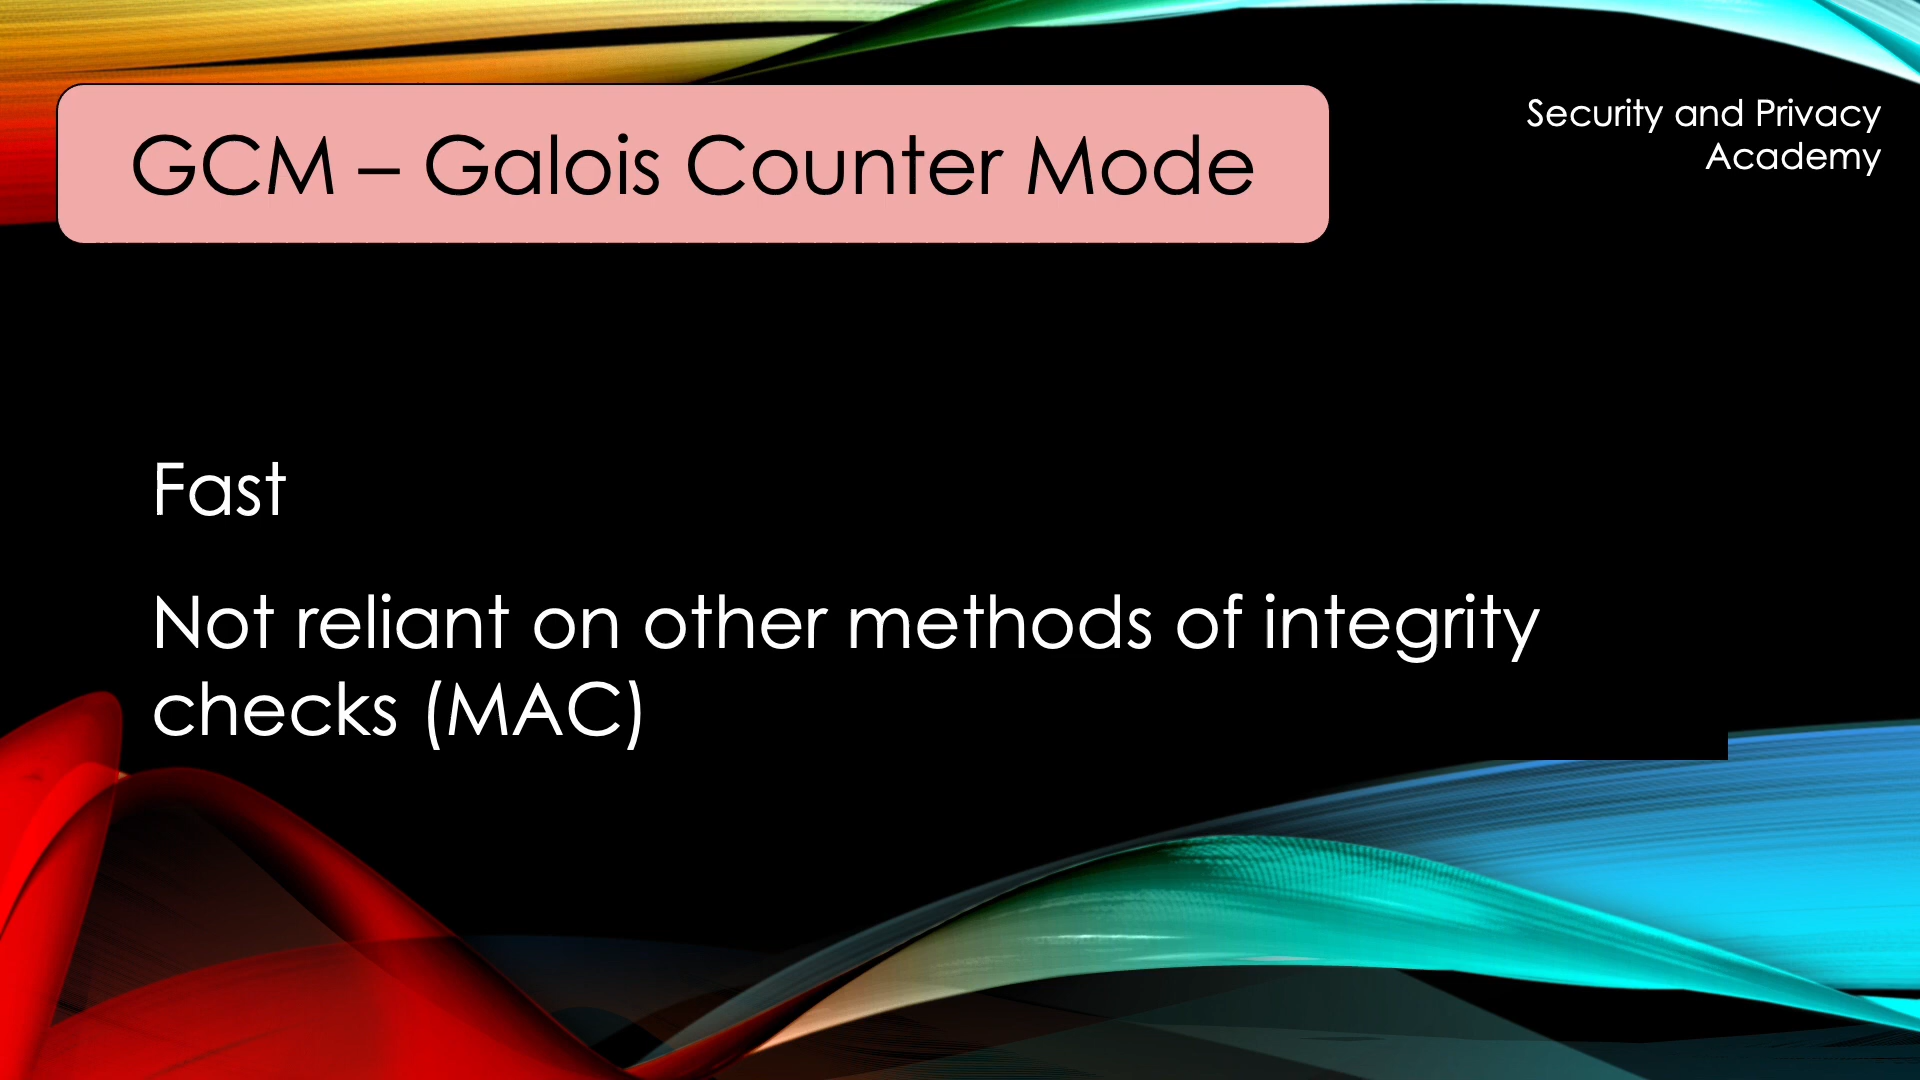 GCM – Galois Counter Mode
Security and Privacy
Academy
Fast
Not reliant on other methods of integrity
checks (MAC)